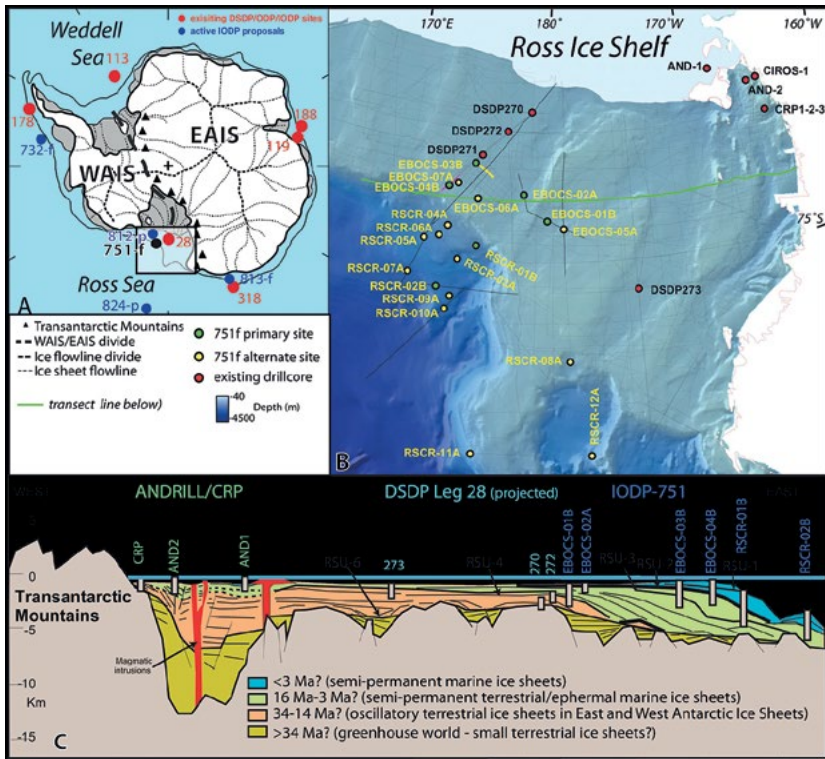 Weddell
Sea
exisiting DSDP/ODP/IODP sites
active IODP proposals
113
178
732-f
188
119
EAIS
WAIS
812-p
28
751-f
Ross Sea
813-f
318
824-p
A
Transantarctic Mountains
WAIS/EAIS divide
Ice flowline divide
Ice sheet flowline
transect line below)
751f primary site
751f alternate site
existing drillcore
-40
-4500
Depth (m)
170°E
180°W
170°W
160°W
Ross Ice Shelf
AND-1
CIROS-1
AND-2
CRP1-2-3
DSDP270
DSDP272
DSDP271
EBOCS-03B
EBOCS-07A
EBOCS-04B
EBOCS-06A
EBOCS-02A
EBOCS-01B
EBOCS-05A
75°S
RSCR-04A
RSCR-06A
RSCR-05A
RSCR-01B
RSCR-07A
RSCR-02B
RSCR-09A
RSCR-010A
DSDP273
RSCR-08A
RSCR-12A
RSCR-11A
B
ANDRILL/CRP
DSDP Leg 28 (projected)
IODP-751
CRP
AND2
AND1
RSU-6
273
RSU-4
270
272
EBOCS-01B
EBOCS-02A
RSU-3
RSU-2
EBOCS-03B
EBOCS-04B
RSU-1
RSCR-01B
RSCR-02B
0
Transantarctic
Mountains
-5
-10
Km
-15
Magmatic
intrusions
<3 Ma? (semi-permanent marine ice sheets)
16 Ma-3 Ma? (semi-permanent terrestrial/ephermal marine ice sheets)
34-14 Ma? (oscillatory terrestrial ice sheets in East and West Antarctic Ice Sheets)
>34 Ma? (greenhouse world - small terrestrial ice sheets?)
C